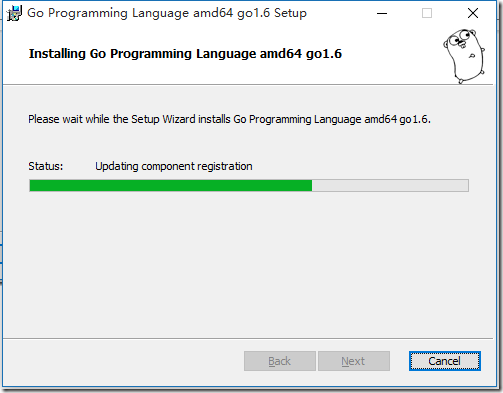 Go Programming Language amd64 go1.6 Setup
Installing Go Programming Language amd64 go1.6
Please wait while the Setup Wizard installs Go Programming Language amd64 go1.6.
Status: Updating component registration
Back Next Cancel